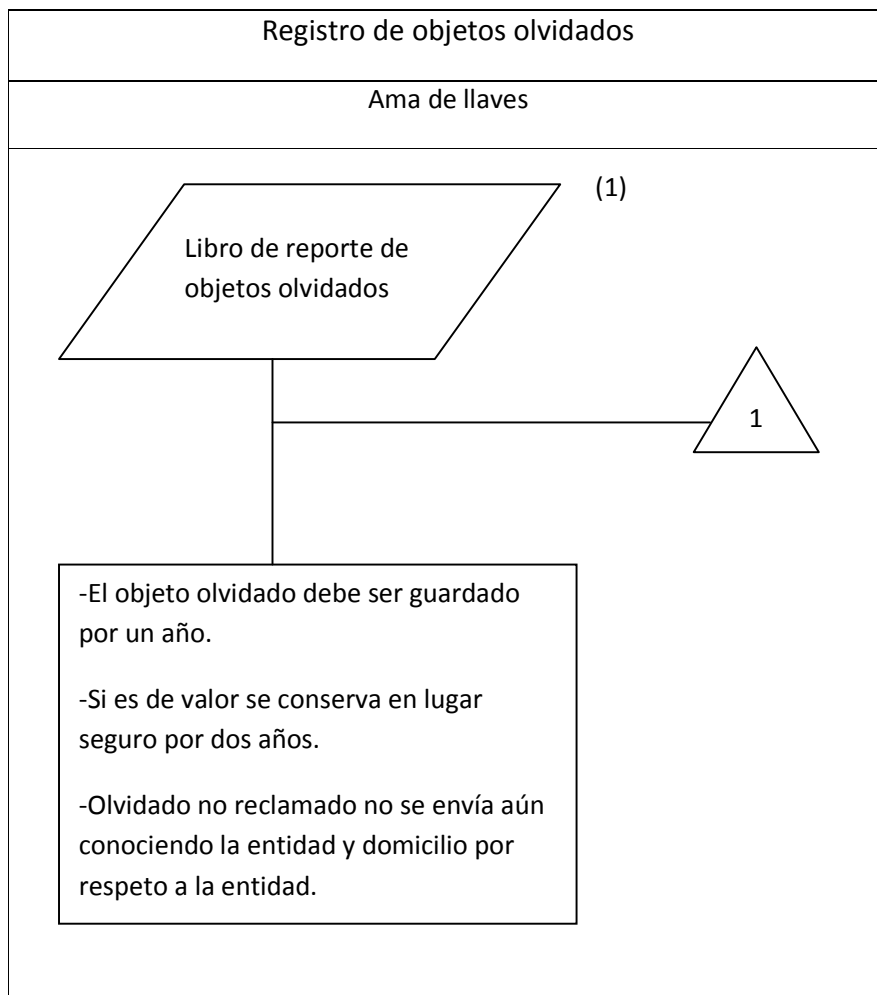 Registro de objetos olvidados
Ama de llaves
(1)
Libro de reporte de
objetos olvidados
1
-El objeto olvidado debe ser guardado
por un año.
-Si es de valor se conserva en lugar
seguro por dos años.
-Olvidado no reclamado no se envía aún
conociendo la entidad y domicilio por
respeto a la entidad.